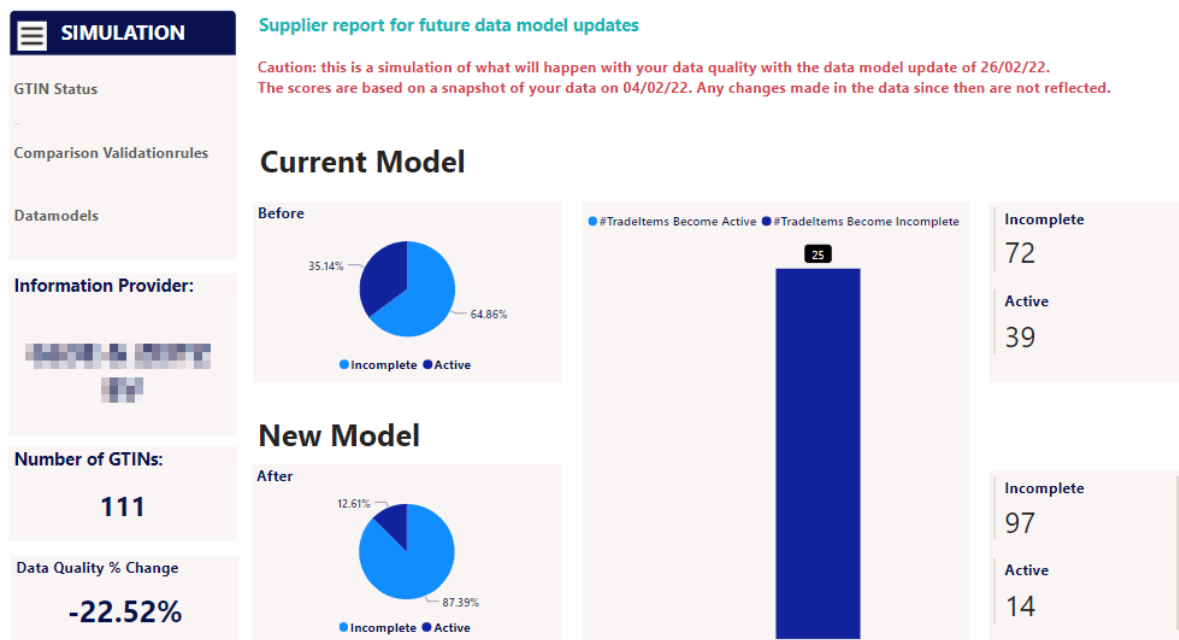 SIMULATION
GTIN Status
-
Comparison Validationrules
Datamodels
Information Provider:
Number of GTINs:
111
Data Quality % Change
-22.52%
Supplier report for future data model updates
Caution: this is a simulation of what will happen with your data quality with the data model update of 26/02/22.
The scores are based on a snapshot of your data on 04/02/22. Any changes made in the data since then are not reflected.
Current Model
Before
35.14%
64.86%
Incomplete Active
#TradeItems Become Active #TradeItems Become Incomplete
25
Incomplete
72
Active
39
New Model
After
12.61%
87.39%
Incomplete Active
Incomplete
97
Active
14